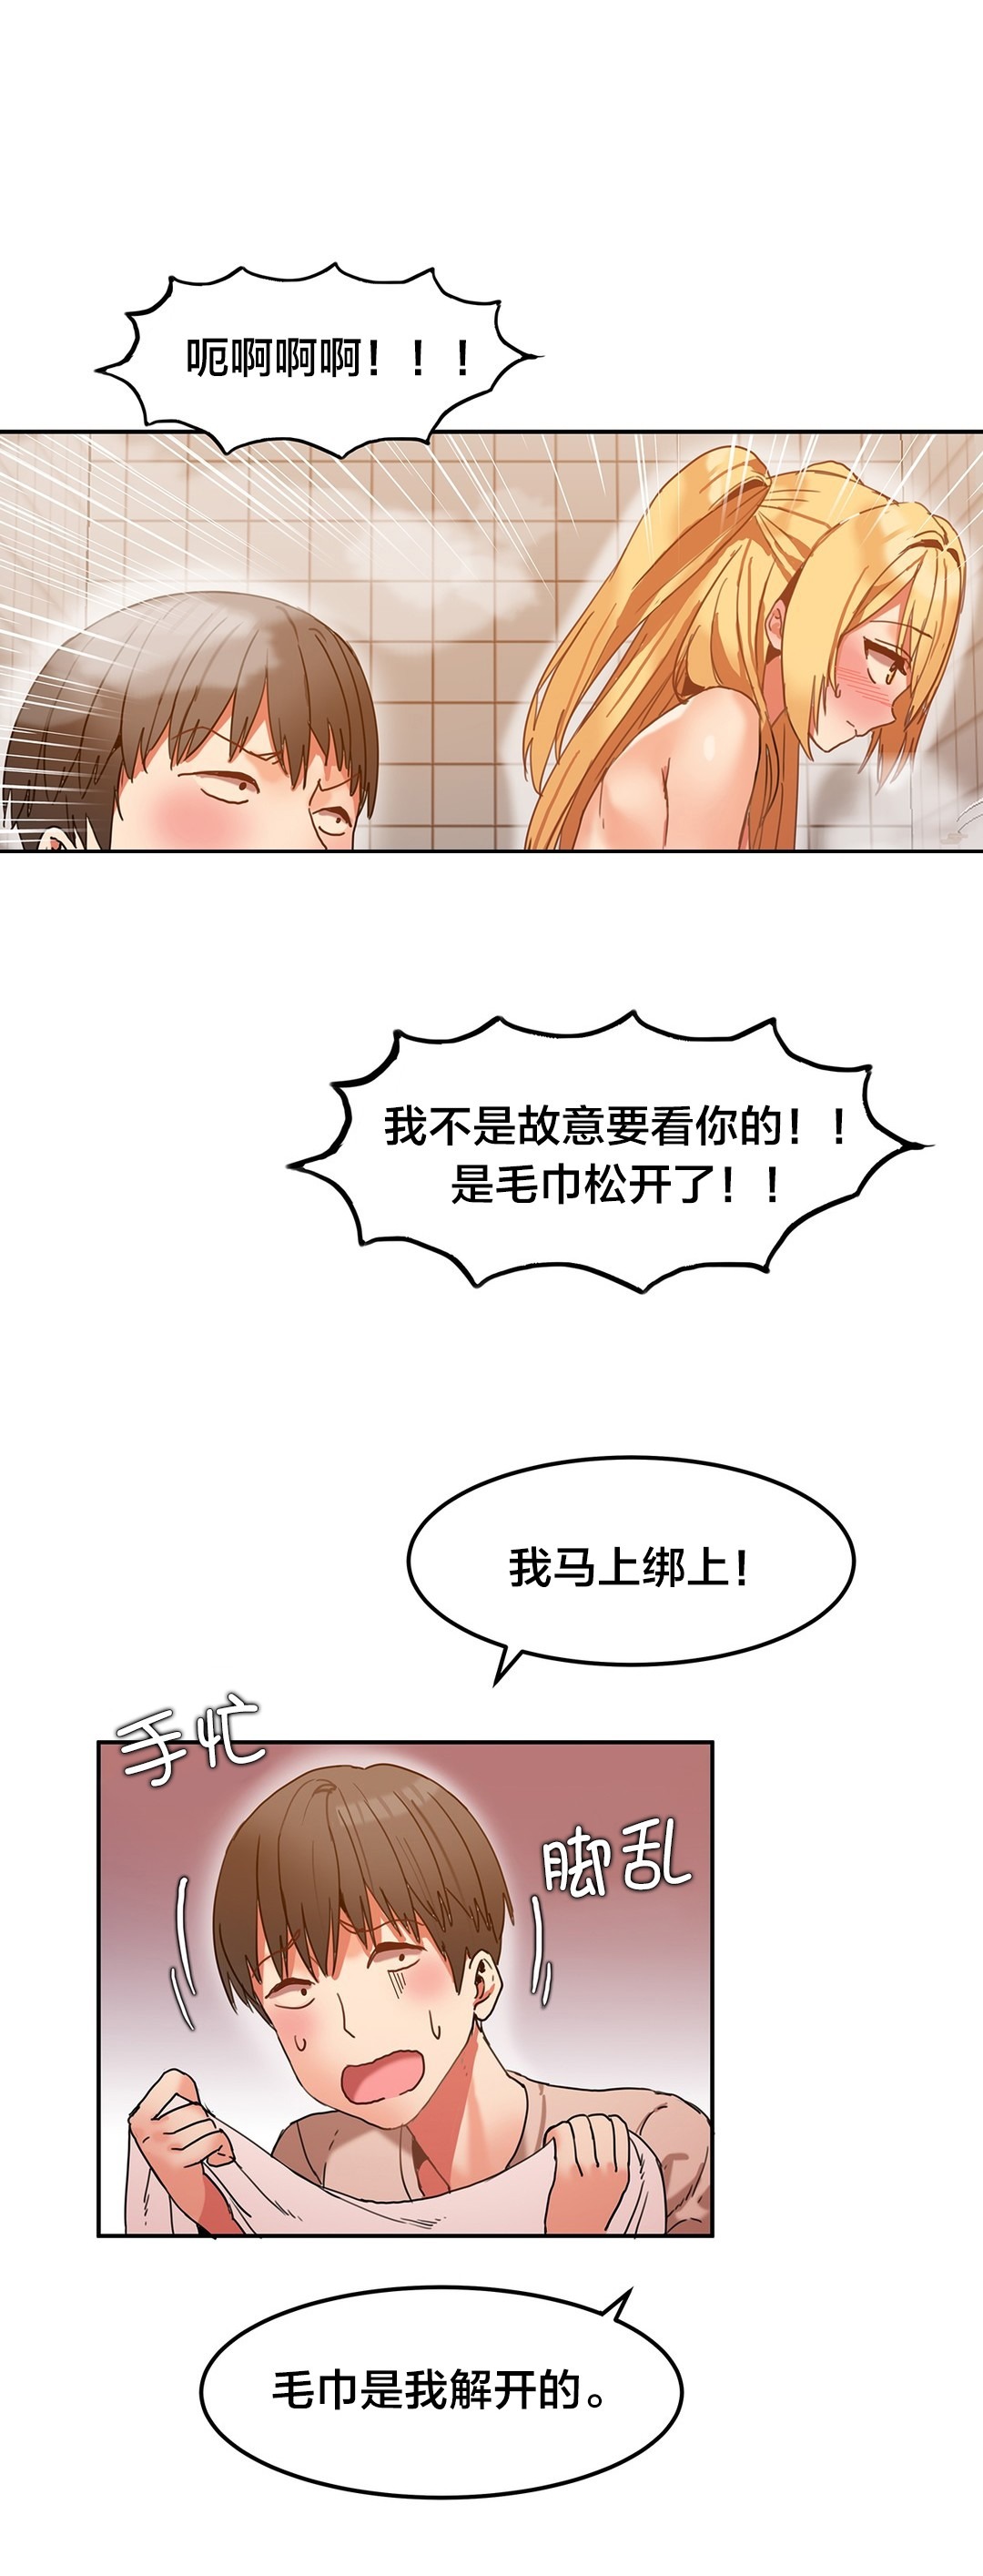 呃啊啊啊！！！
我不是故意要看你的！！
是毛巾松开了！！
我马上绑上！
手忙
脚乱
毛巾是我解开的。